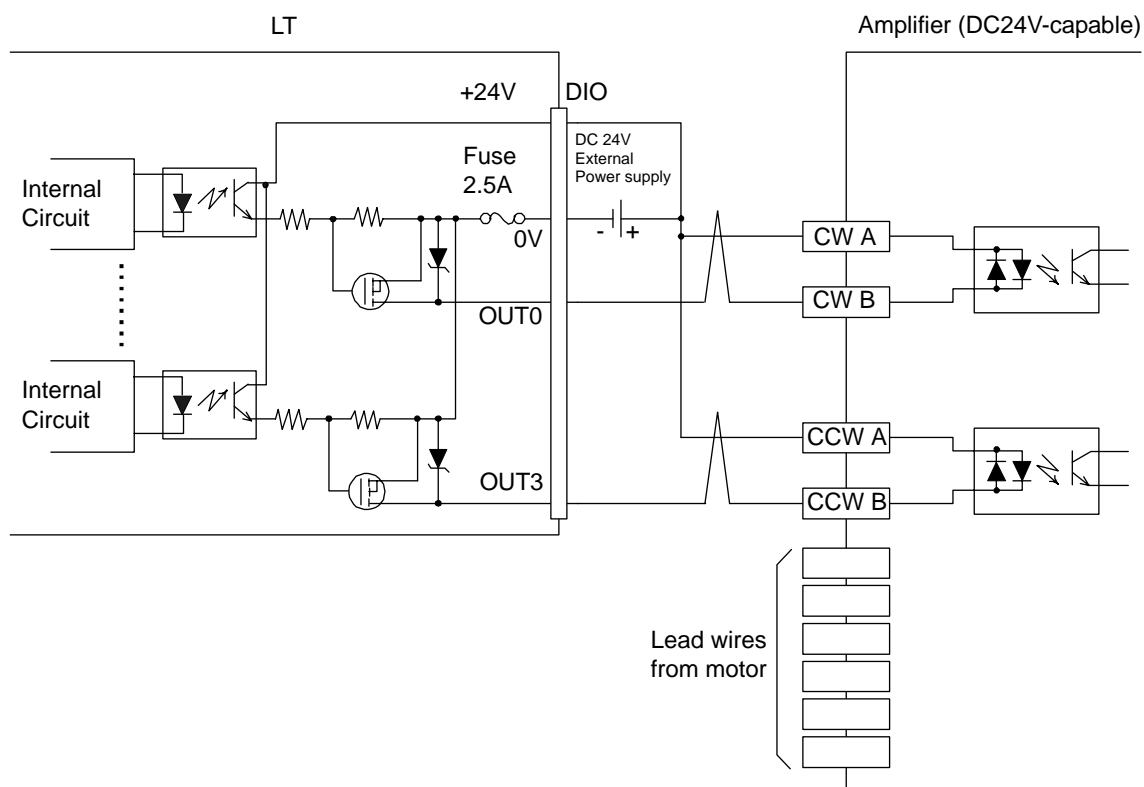 LT
Amplifier (DC24V-capable)
+24V
DIO
DC 24V
External
Power supply
Fuse
2.5A
Internal
Circuit
0V
- +
CW A
CW B
OUT0
Internal
Circuit
CCW A
OUT3
CCW B
Lead wires
from motor